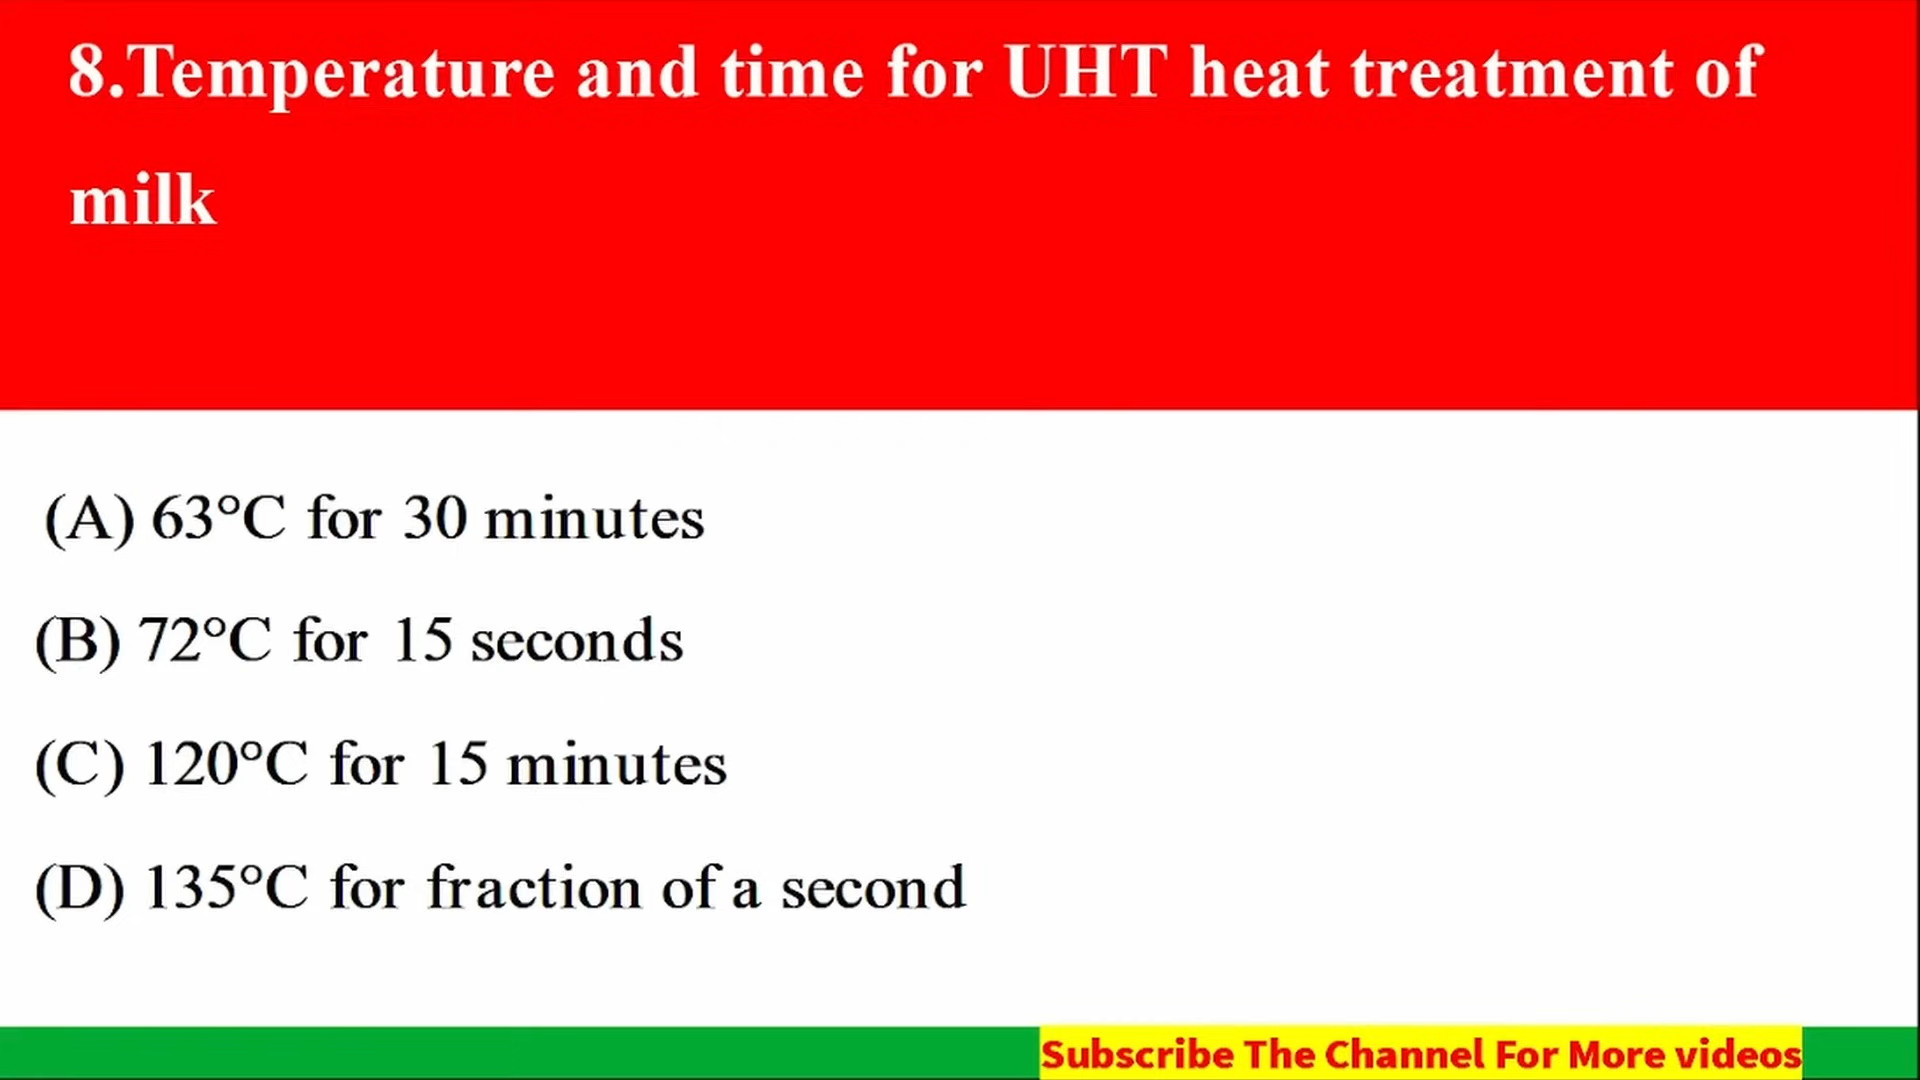 8.Temperature and time for UHT heat treatment of
milk
(A) 63°C for 30 minutes
(B) 72°C for 15 seconds
(C) 120°C for 15 minutes
(D) 135°C for fraction of a second
Subscribe The Channel For More videos